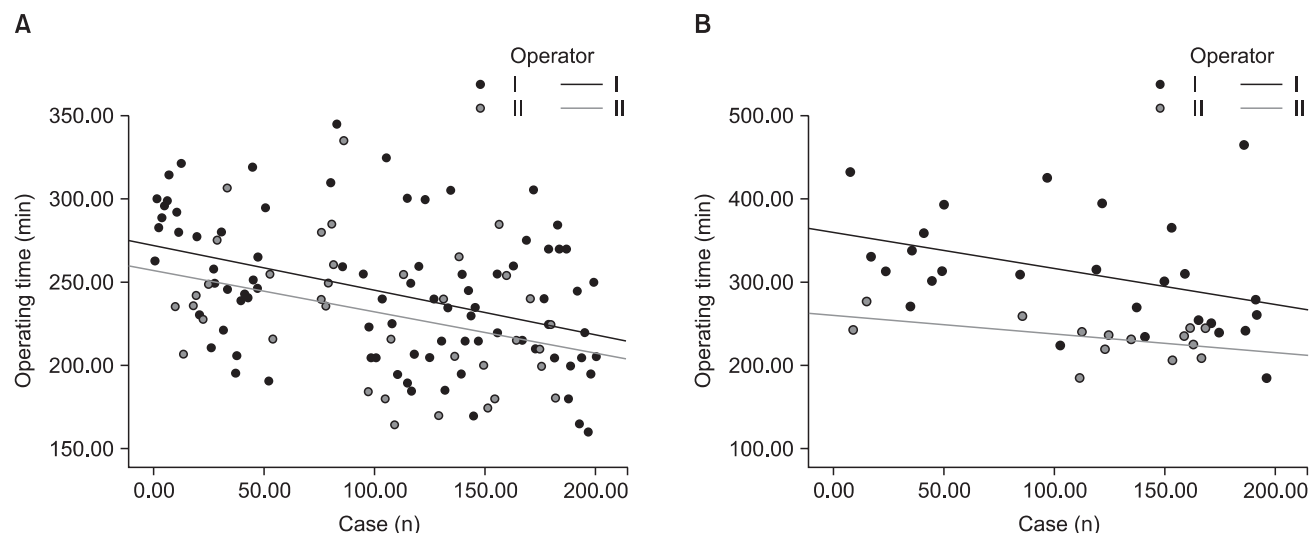 A
Operator
I I
II II
350.00
300.00
250.00
200.00
150.00
Operating time (min)
0.00 50.00 100.00 150.00 200.00
Case (n)
B
Operator
I I
II II
500.00
400.00
300.00
200.00
100.00
Operating time (min)
0.00 50.00 100.00 150.00 200.00
Case (n)